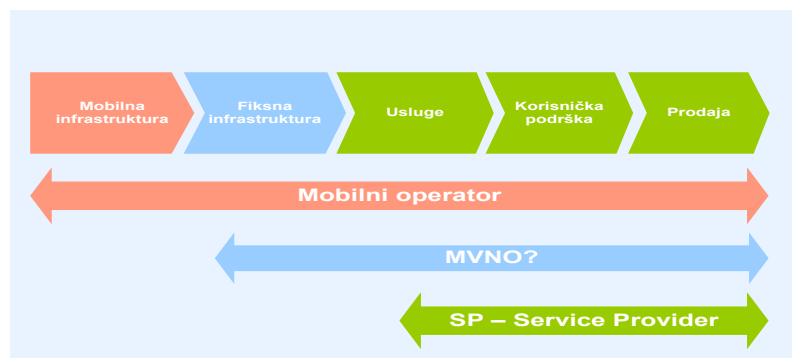 Mobilna
infrastruktura
Fiksna
infrastruktura
Usluge
Korisnička
podrška
Prodaja
Mobilni operator
MVNO?
SP – Service Provider